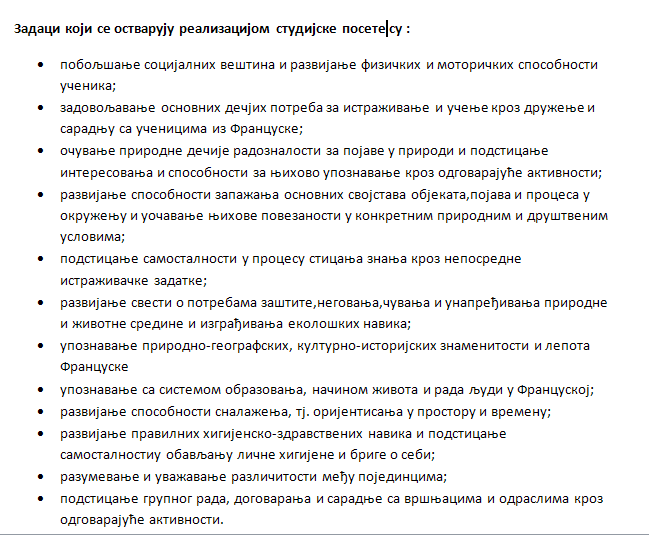 Задаци који се остварују реализацијом студијске посете су :
• побољшање социјалних вештина и развијање физичких и моторичких способности
ученика;
• задовољавање основних дечјих потреба за истраживање и учење кроз дружење и
сарадњу са ученицима из Француске;
• очување природне дечије радозналости за појаве у природи и подстицање
интересовања и способности за њихово упознавање кроз одговарајуће активности;
• развијање способности запажања основних својстава објеката,појава и процеса у
окружењу и уочавање њихове повезаности у конкретним природним и друштвеним
условима;
• подстицање самосталности у процесу стицања знања кроз непосредне
истраживачке задатке;
• развијање свести о потребама заштите,неговања,чувања и унапређивања природне
и животне средине и изграђивања еколошких навика;
• упознавање природно-географских, културно-историјских знаменитости и лепота
Француске
• упознавање са системом образовања, начином живота и рада људи у Француској;
• развијање способности сналажења, тј. оријентисања у простору и времену;
• развијање правилних хигијенско-здравствених навика и подстицање
самосталностиу обављању личне хигијене и бриге о себи;
• разумевање и уважавање различитости међу појединцима;
• подстицање групног рада, договарања и сарадње са вршњацима и одраслима кроз
одговарајуће активности.